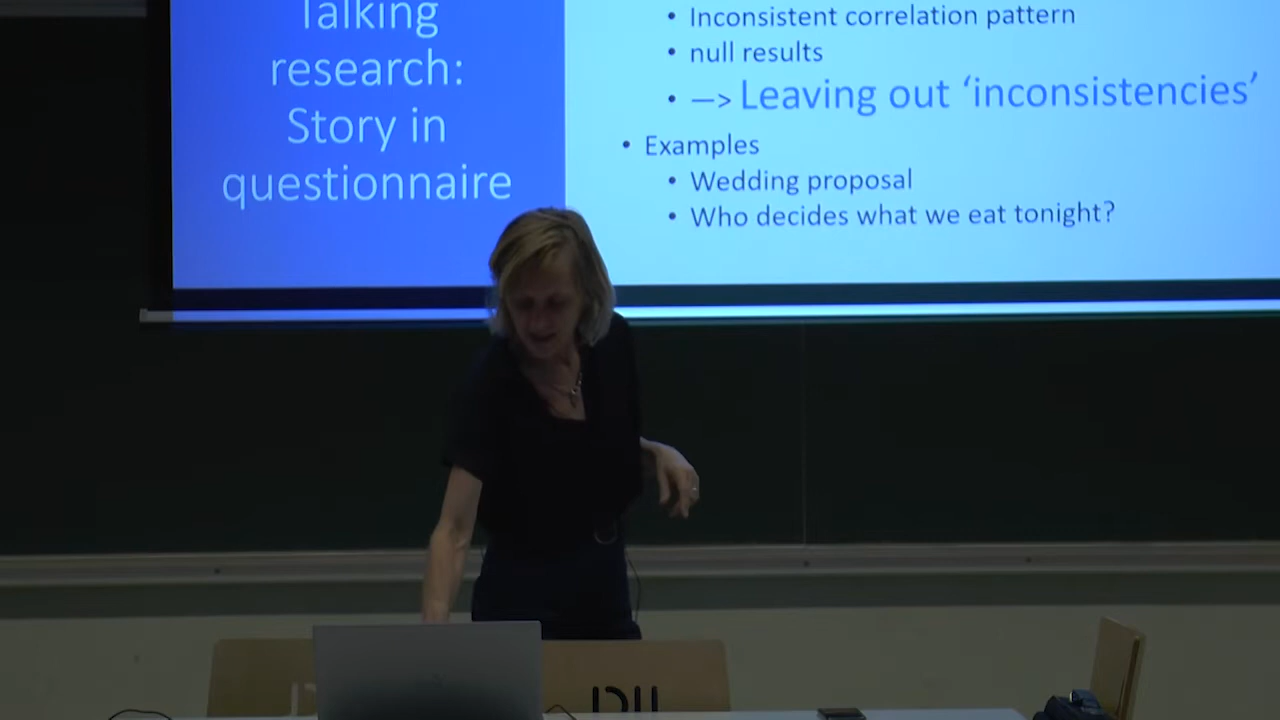 Talking
research:
Story in
questionnaire
• Inconsistent correlation pattern
• null results
• —> Leaving out ‘inconsistencies’
• Examples
• Wedding proposal
• Who decides what we eat tonight?